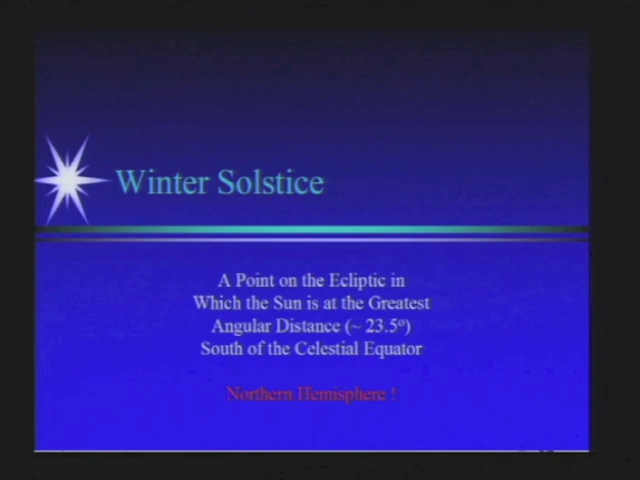 Winter Solstice
A Point on the Ecliptic in
Which the Sun is at the Greatest
Angular Distance (~ 23.5º)
South of the Celestial Equator
Northern Hemisphere !